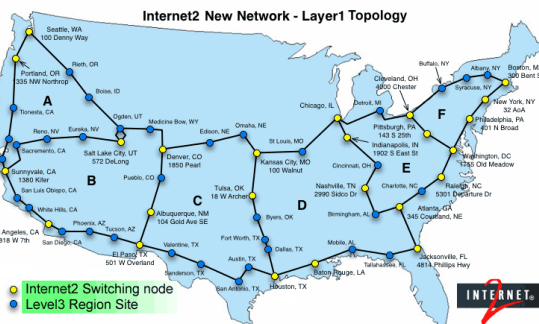 Internet2 New Network - Layer1 Topology
Seattle, WA
100 Denny Way
Portland, OR
1335 NW Northrop
Rieth, OR
Boise, ID
A
Tionesta, CA
Reno, NV
Eureka, NV
Ogden, UT
Medicine Bow, WY
Sacramento, CA
Salt Lake City, UT
572 DeLong
Denver, CO
1850 Pearl
Edison, NE
Omaha, NE
Chicago, IL
Detroit, MI
Cleveland, OH
4000 Chester
Buffalo, NY
Albany, NY
Syracuse, NY
Boston, MA
300 Bent S
New York, NY
32 AoA
F
Philadelphia, PA
401 N Broad
Pittsburgh, PA
143 S 25th
Indianapolis, IN
1902 S East St
St Louis, MO
Kansas City, MO
100 Walnut
Cincinnati, OH
E
Washington, DC
1755 Old Meadow
Sunnyvale, CA
1380 Kifer
B
Pueblo, CO
San Luis Obispo, CA
White Hills, CA
Angeles, CA
818 W 7th
San Diego, CA
Phoenix, AZ
Tucson, AZ
Albuquerque, NM
104 Gold Ave SE
C
Tulsa, OK
18 W Archer
D
Nashville, TN
2990 Sidco Dr
Charlotte, NC
Raleigh, NC
5301 Departure Dr
Birmingham, AL
Atlanta, GA
345 Courtland, NE
Byers, OK
Fort Worth, TX
Dallas, TX
El Paso, TX
501 W Overland
Valentine, TX
Sanderson, TX
Austin, TX
San Antonio, TX
Houston, TX
Baton Rouge, LA
Mobile, AL
Tallahassee, FL
Jacksonville, FL
4814 Phillips Hwy
Internet2 Switching node
Level3 Region Site
INTERNET
2